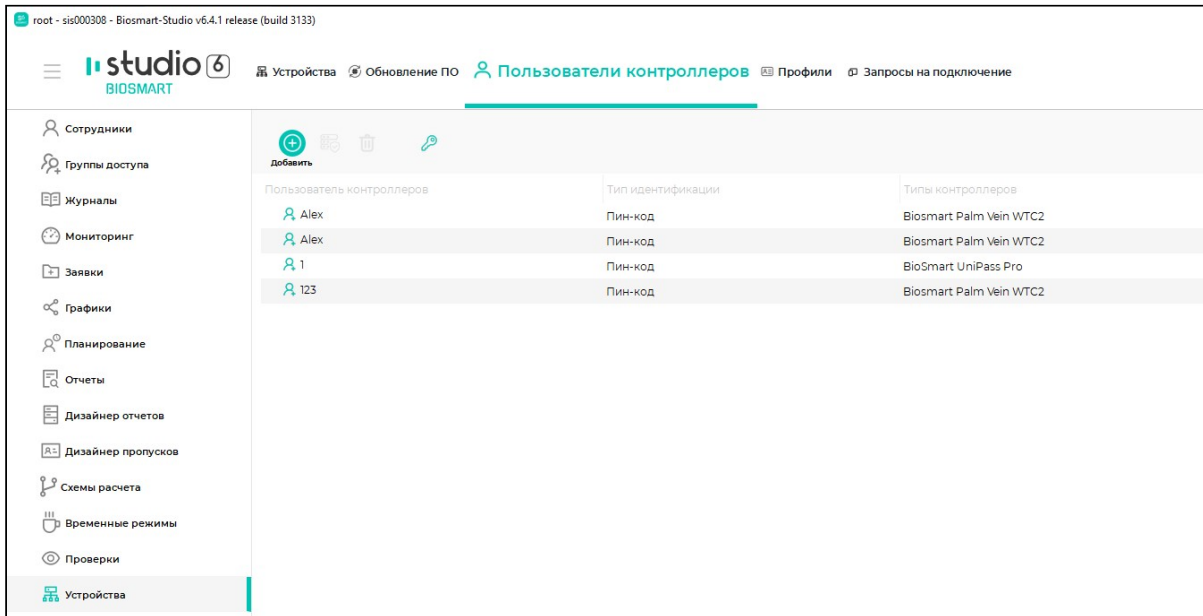 root - sis000308 - Biosmart-Studio v6.4.1 release (build 3133)
studio 6
BIOSMART
Устройства Обновление ПО Пользователи контроллеров Профили Запросы на подключение
Сотрудники
Группы доступа
Журналы
Мониторинг
Заявки
Графики
Планирование
Отчеты
Дизайнер отчетов
Дизайнер пропусков
Схемы расчета
Временные режимы
Проверки
Устройства
Добавить
Пользователь контроллеров Тип идентификации Типы контроллеров
Alex Пин-код Biosmart Palm Vein WTC2
Alex Пин-код Biosmart Palm Vein WTC2
1 Пин-код BioSmart UniPass Pro
123 Пин-код Biosmart Palm Vein WTC2